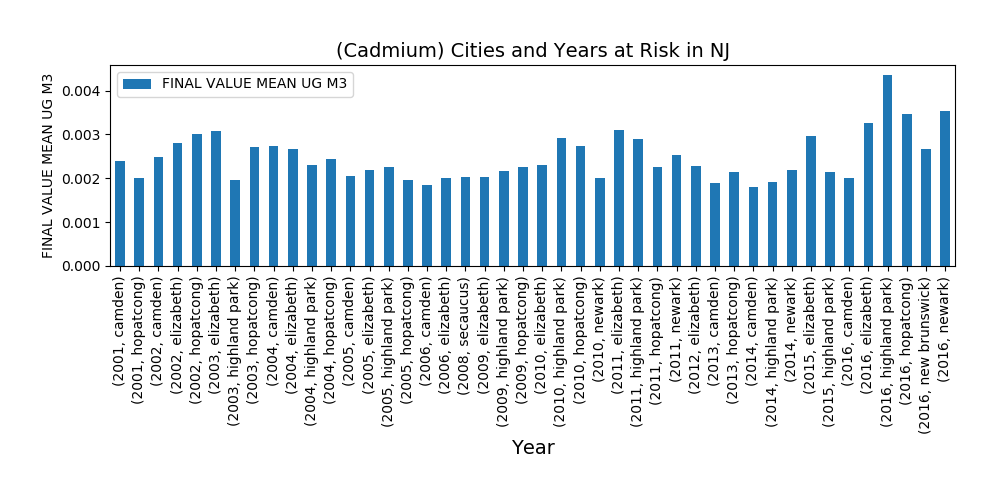 (Cadmium) Cities and Years at Risk in NJ
FINAL VALUE MEAN UG M3
FINAL VALUE MEAN UG M3
0.004
0.003
0.002
0.001
0.000
(2001, camden)
(2001, hopatcong)
(2002, camden)
(2002, elizabeth)
(2002, hopatcong)
(2003, elizabeth)
(2003, highland park)
(2003, hopatcong)
(2004, camden)
(2004, elizabeth)
(2004, highland park)
(2004, hopatcong)
(2005, camden)
(2005, elizabeth)
(2005, highland park)
(2005, hopatcong)
(2006, camden)
(2006, elizabeth)
(2008, secaucus)
(2009, elizabeth)
(2009, highland park)
(2009, hopatcong)
(2010, elizabeth)
(2010, highland park)
(2010, hopatcong)
(2010, newark)
(2011, elizabeth)
(2011, highland park)
(2011, hopatcong)
(2011, newark)
(2012, elizabeth)
(2013, camden)
(2013, hopatcong)
(2014, camden)
(2014, highland park)
(2014, newark)
(2015, elizabeth)
(2015, highland park)
(2016, camden)
(2016, elizabeth)
(2016, highland park)
(2016, hopatcong)
(2016, new brunswick)
(2016, newark)
Year